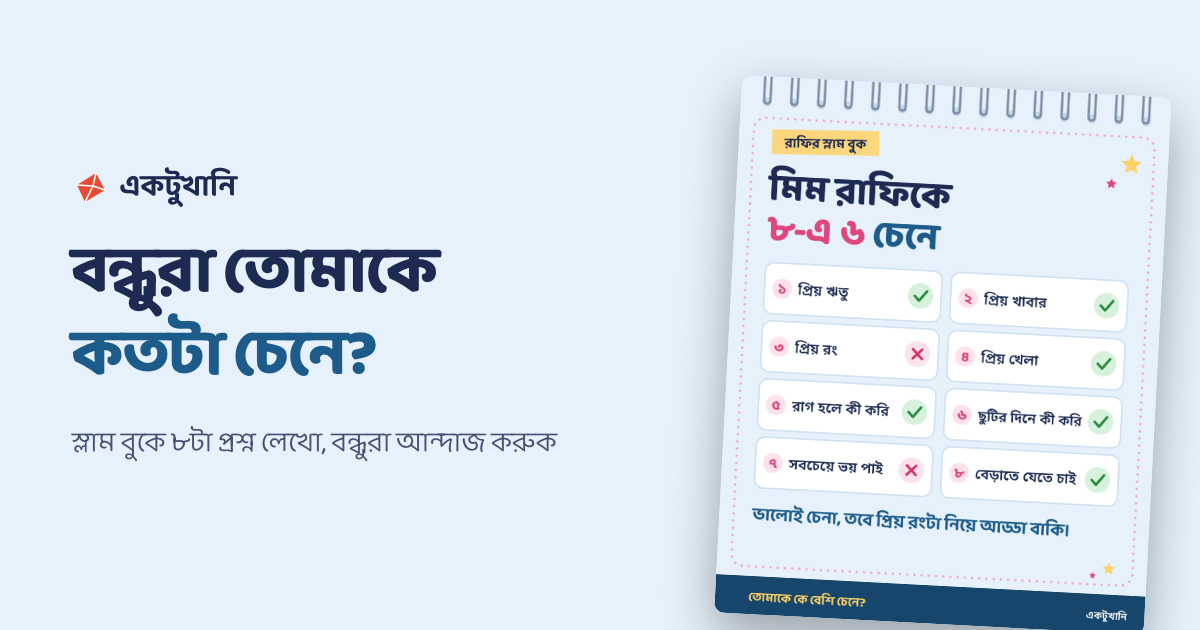 একটুখানি
বন্ধুরা তোমাকে
কতটা চেনে?
স্লাম বুকে ৮টা প্রশ্ন লেখো, বন্ধুরা আন্দাজ করুক
রাফির স্লাম বুক
মিম রাফিকে
৮-এ ৬ চেনে
১ প্রিয় ঋতু
২ প্রিয় খাবার
৩ প্রিয় রং
৪ প্রিয় খেলা
৫ রাগ হলে কী করি
৬ ছুটির দিনে কী করি
৭ সবচেয়ে ভয় পাই
৮ বেড়াতে যেতে চাই
ভালোই চেনা, তবে প্রিয় রংটা নিয়ে আড্ডা বাকি।
তোমাকে কে বেশি চেনে?
একটুখানি